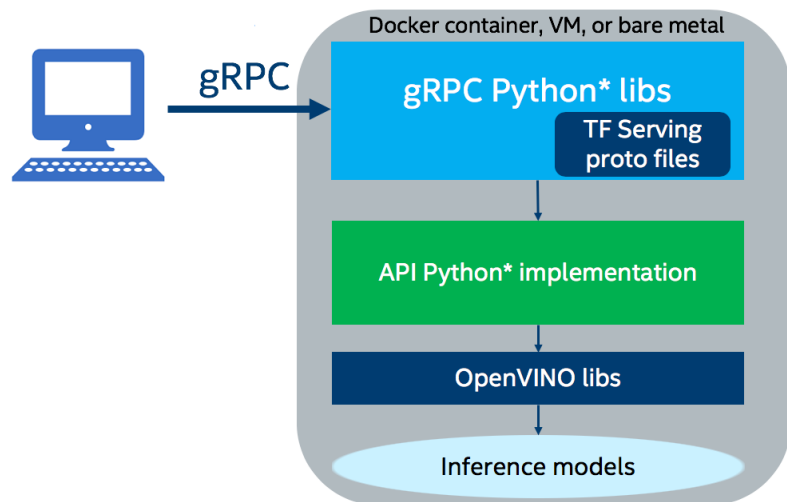 Docker container, VM, or bare metal
gRPC
gRPC Python* libs
TF Serving
proto files
API Python* implementation
OpenVINO libs
Inference models